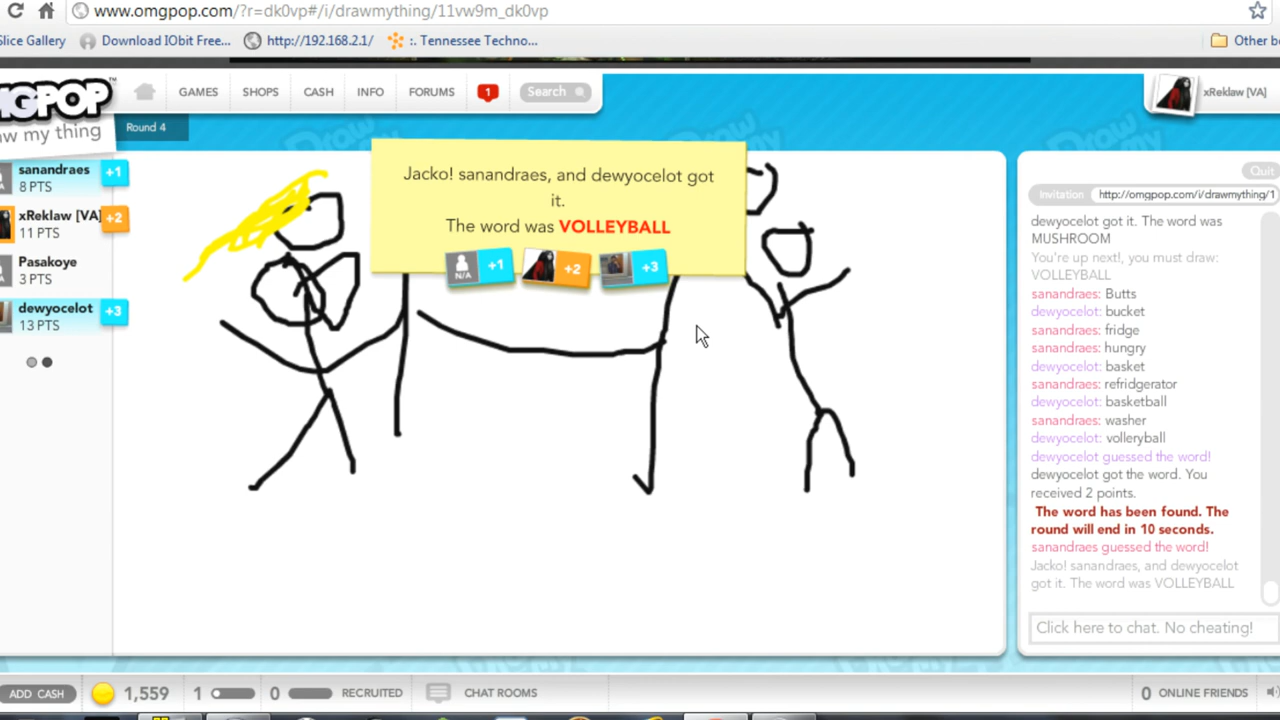 www.omgpop.com/?r=dk0vp#/i/drawmything/11vw9m_dk0vp
Slice Gallery Download IObit Free... http://192.168.2.1/ :. Tennessee Techno... Other b
MGPOP™ GAMES SHOPS CASH INFO FORUMS 1 Search xReklaw [VA]
aw my thing Round 4
sanandraes +1
8 PTS
xReklaw [VA] +2
11 PTS
Pasakoye
3 PTS
dewyocelot +3
13 PTS
Jacko! sanandraes, and dewyocelot got
it.
The word was VOLLEYBALL
N/A +1 +2 +3
Quit
Invitation http://omgpop.com/i/drawmything/1
dewyocelot got it. The word was
MUSHROOM
You're up next!, you must draw:
VOLLEYBALL
sanandraes: Butts
dewyocelot: bucket
sanandraes: fridge
sanandraes: hungry
dewyocelot: basket
sanandraes: refridgerator
dewyocelot: basketball
sanandraes: washer
dewyocelot: volleyball
dewyocelot guessed the word!
dewyocelot got the word. You
received 2 points.
The word has been found. The
round will end in 10 seconds.
sanandraes guessed the word!
Jacko! sanandraes, and dewyocelot
got it. The word was VOLLEYBALL
Click here to chat. No cheating!
ADD CASH 1,559 1 0 RECRUITED CHAT ROOMS 0 ONLINE FRIENDS